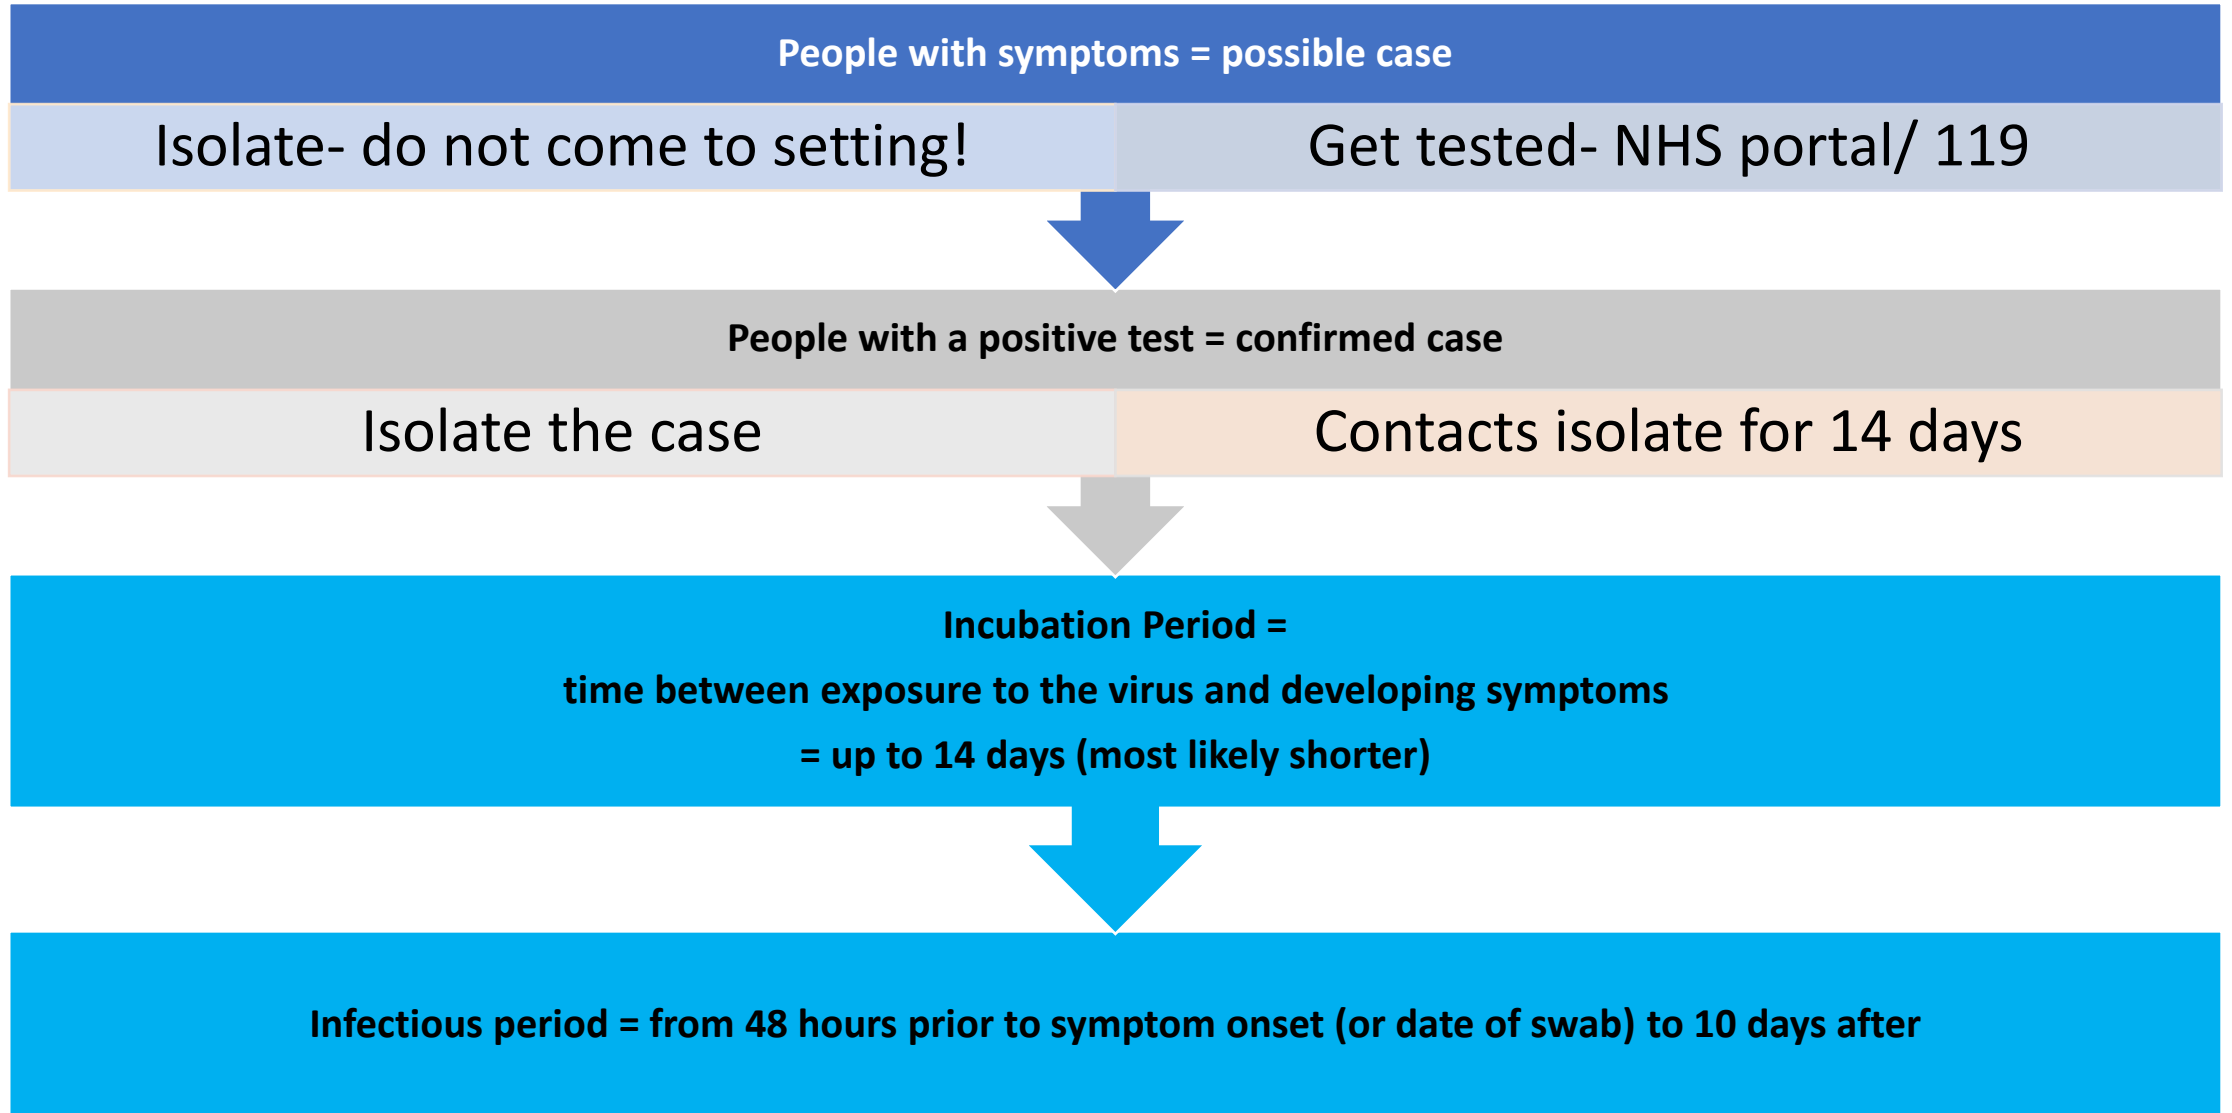 People with symptoms = possible case
Isolate- do not come to setting!
Get tested- NHS portal/ 119
People with a positive test = confirmed case
Isolate the case
Contacts isolate for 14 days
Incubation Period =
time between exposure to the virus and developing symptoms
= up to 14 days (most likely shorter)
Infectious period = from 48 hours prior to symptom onset (or date of swab) to 10 days after